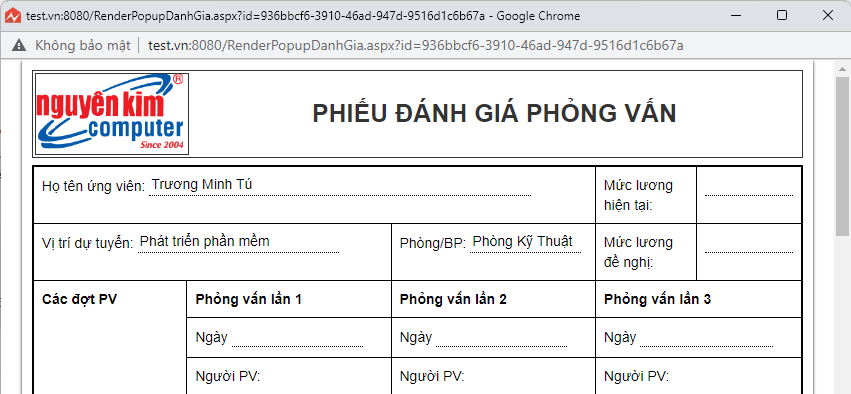 test.vn:8080/RenderPopupDanhGia.aspx?id=936bbcf6-3910-46ad-947d-9516d1c6b67a - Google Chrome
Không bảo mật | test.vn:8080/RenderPopupDanhGia.aspx?id=936bbcf6-3910-46ad-947d-9516d1c6b67a
nguyên kim ®
computer
Since 2004
PHIẾU ĐÁNH GIÁ PHỎNG VẤN
Họ tên ứng viên: Trương Minh Tú
Mức lương
hiện tại:
Vị trí dự tuyển: Phát triển phần mềm
Phòng/BP: Phòng Kỹ Thuật
Mức lương
đề nghị:
Các đợt PV
Phỏng vấn lần 1
Phỏng vấn lần 2
Phỏng vấn lần 3
Ngày
Ngày
Ngày
Người PV:
Người PV:
Người PV: